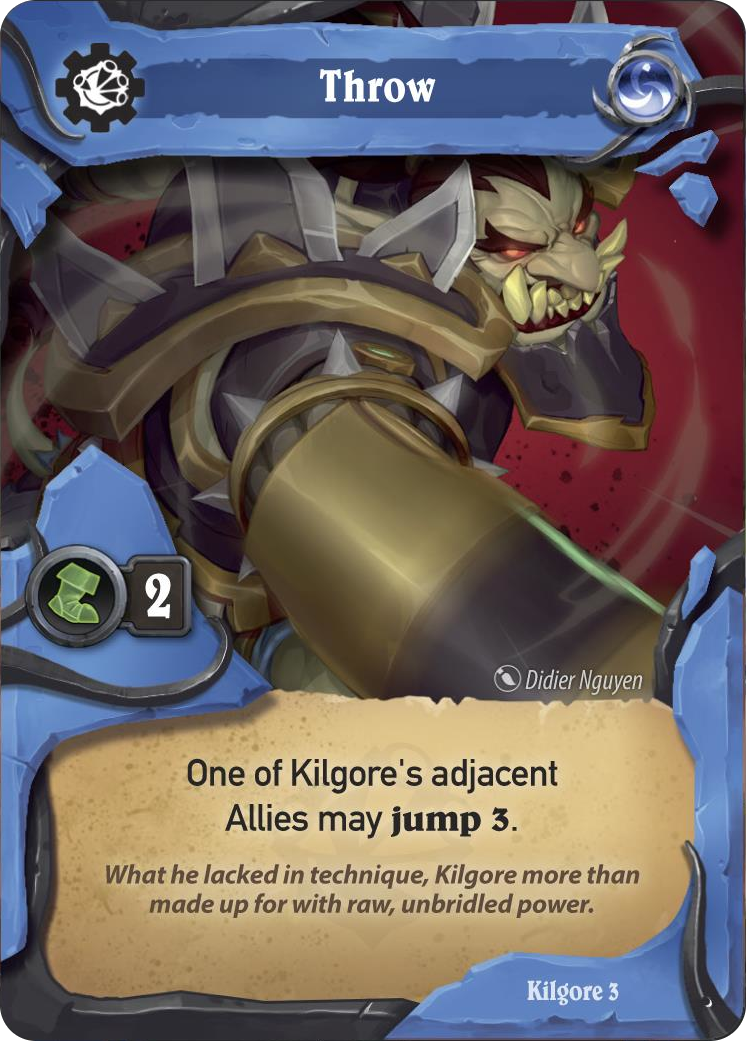 Throw
2
Didier Nguyen
One of Kilgore's adjacent
Allies may jump 3.
What he lacked in technique, Kilgore more than
made up for with raw, unbridled power.
Kilgore 3